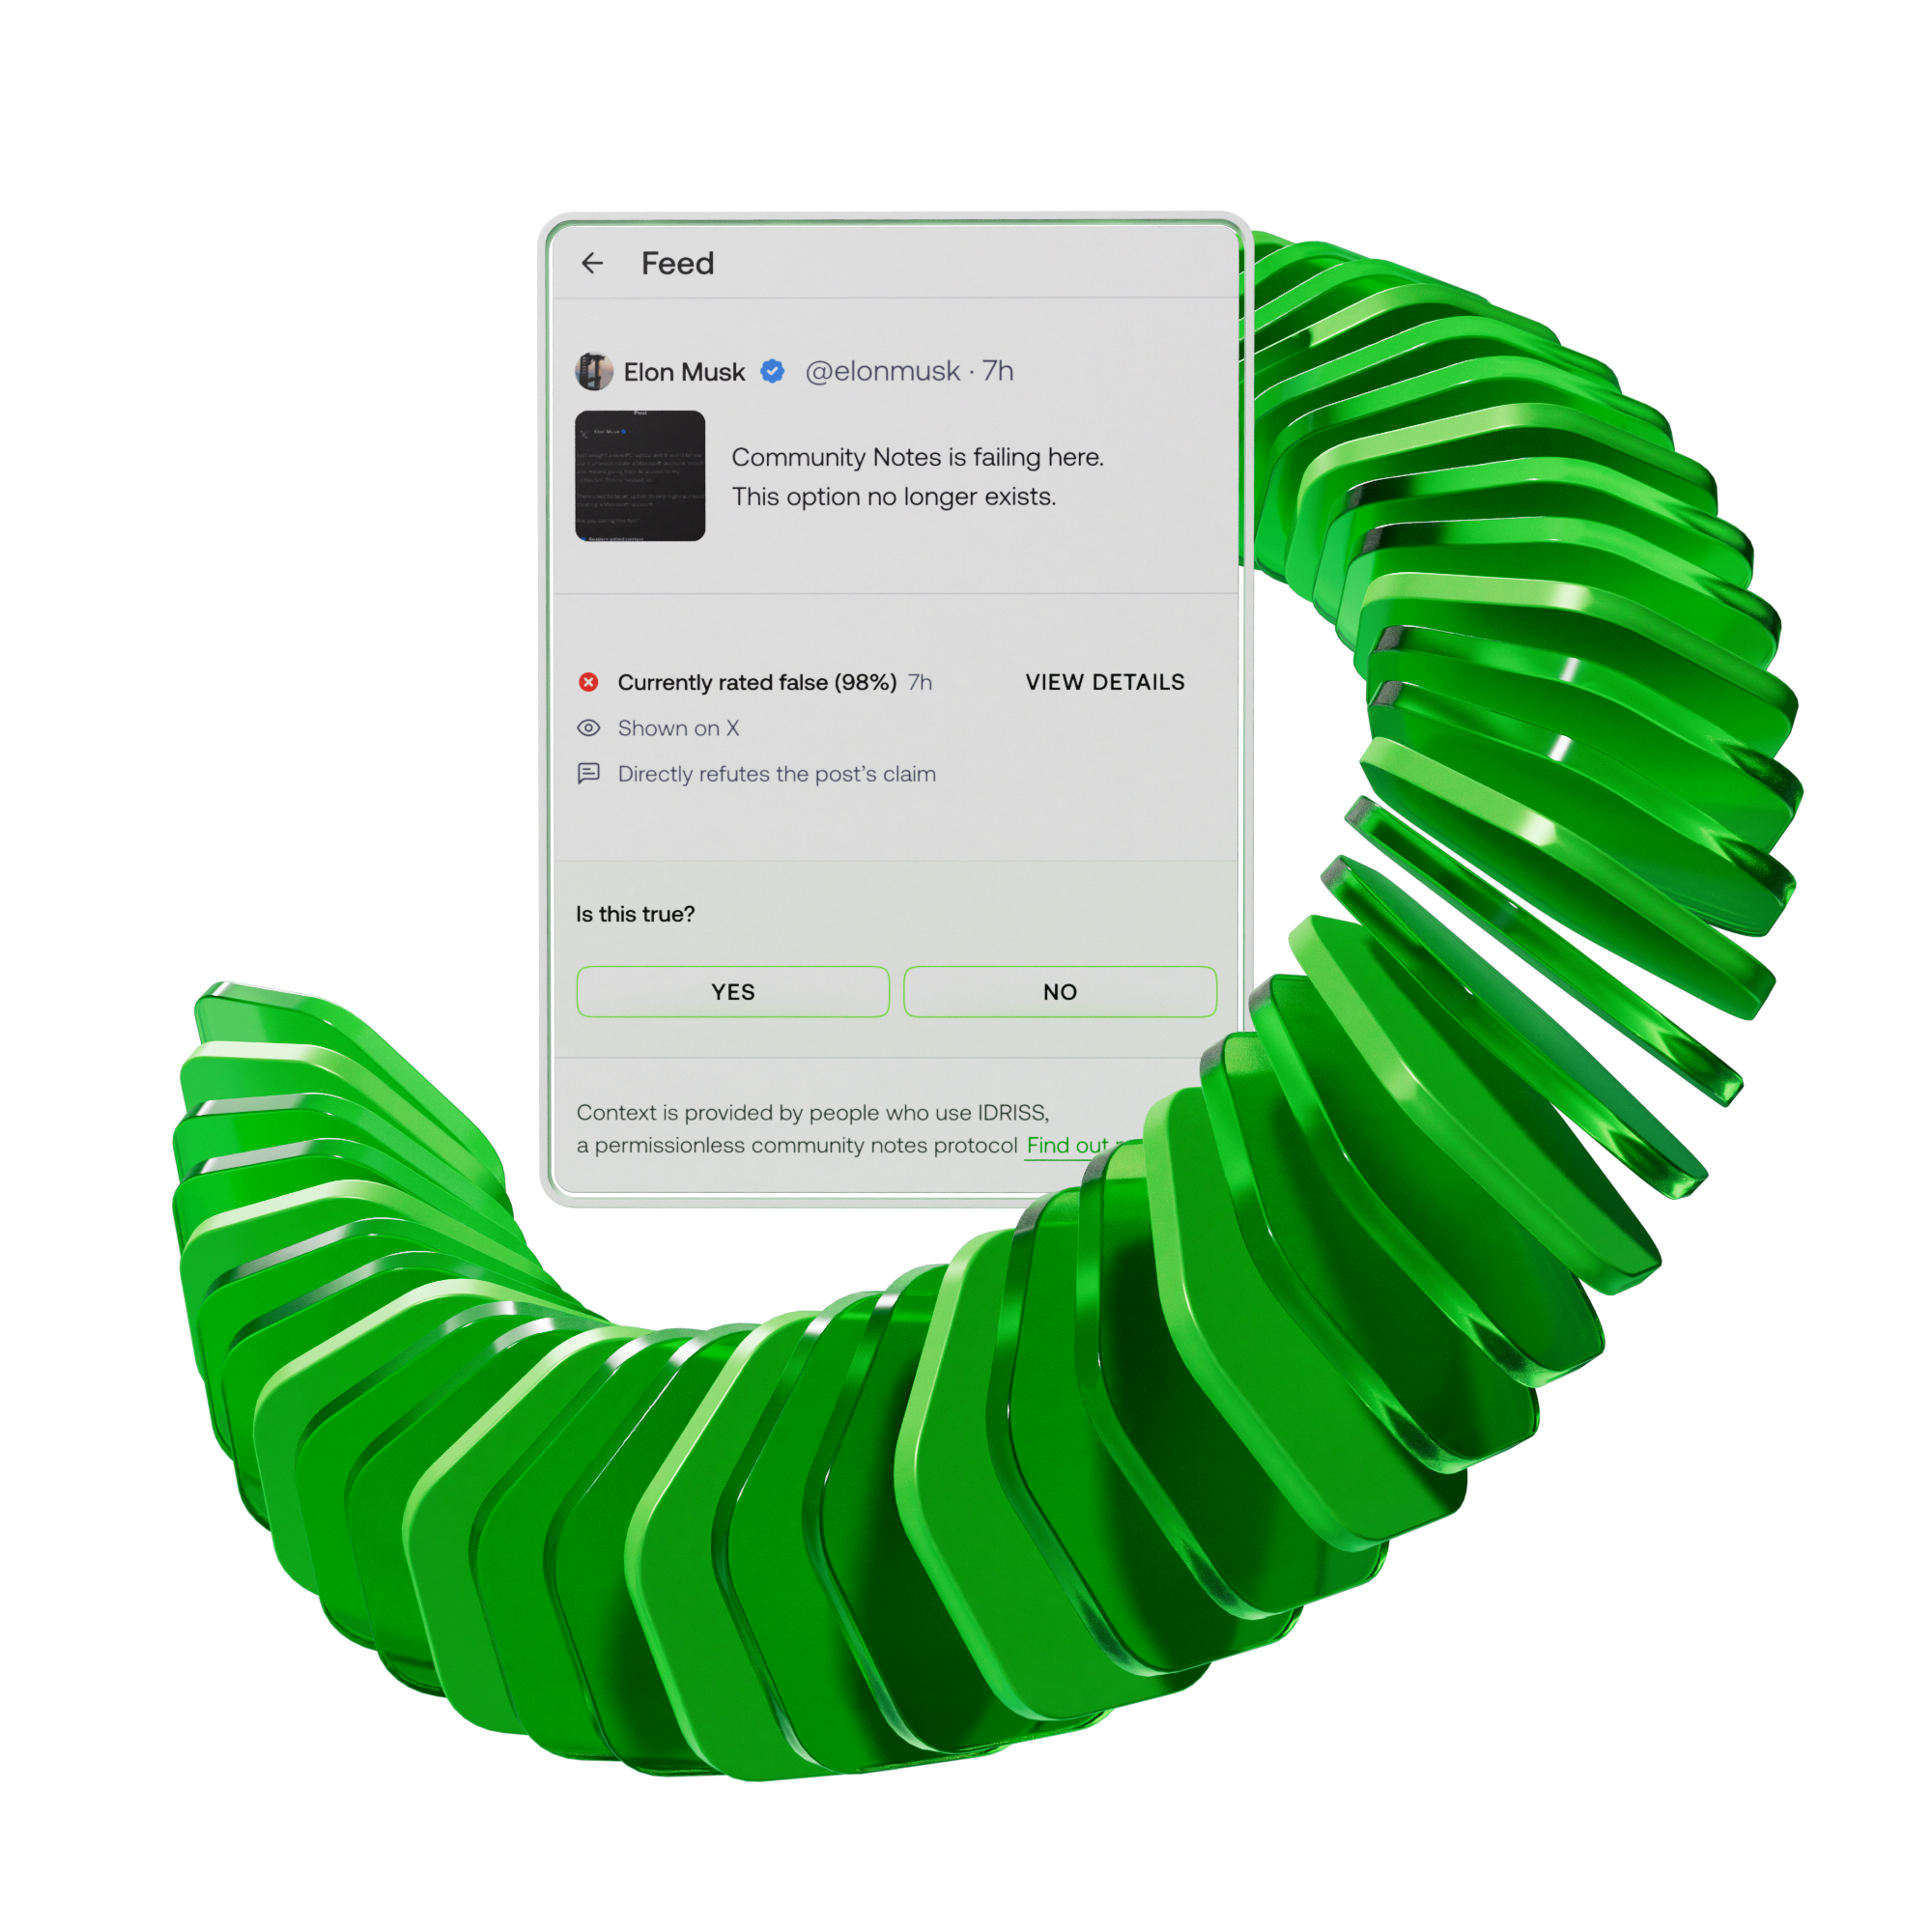 Feed
Elon Musk @elonmusk · 7h
Community Notes is failing here.
This option no longer exists.
Currently rated false (98%) 7h VIEW DETAILS
Shown on X
Directly refutes the post's claim
Is this true?
YES NO
Context is provided by people who use IDRISS,
a permissionless community notes protocol Find out